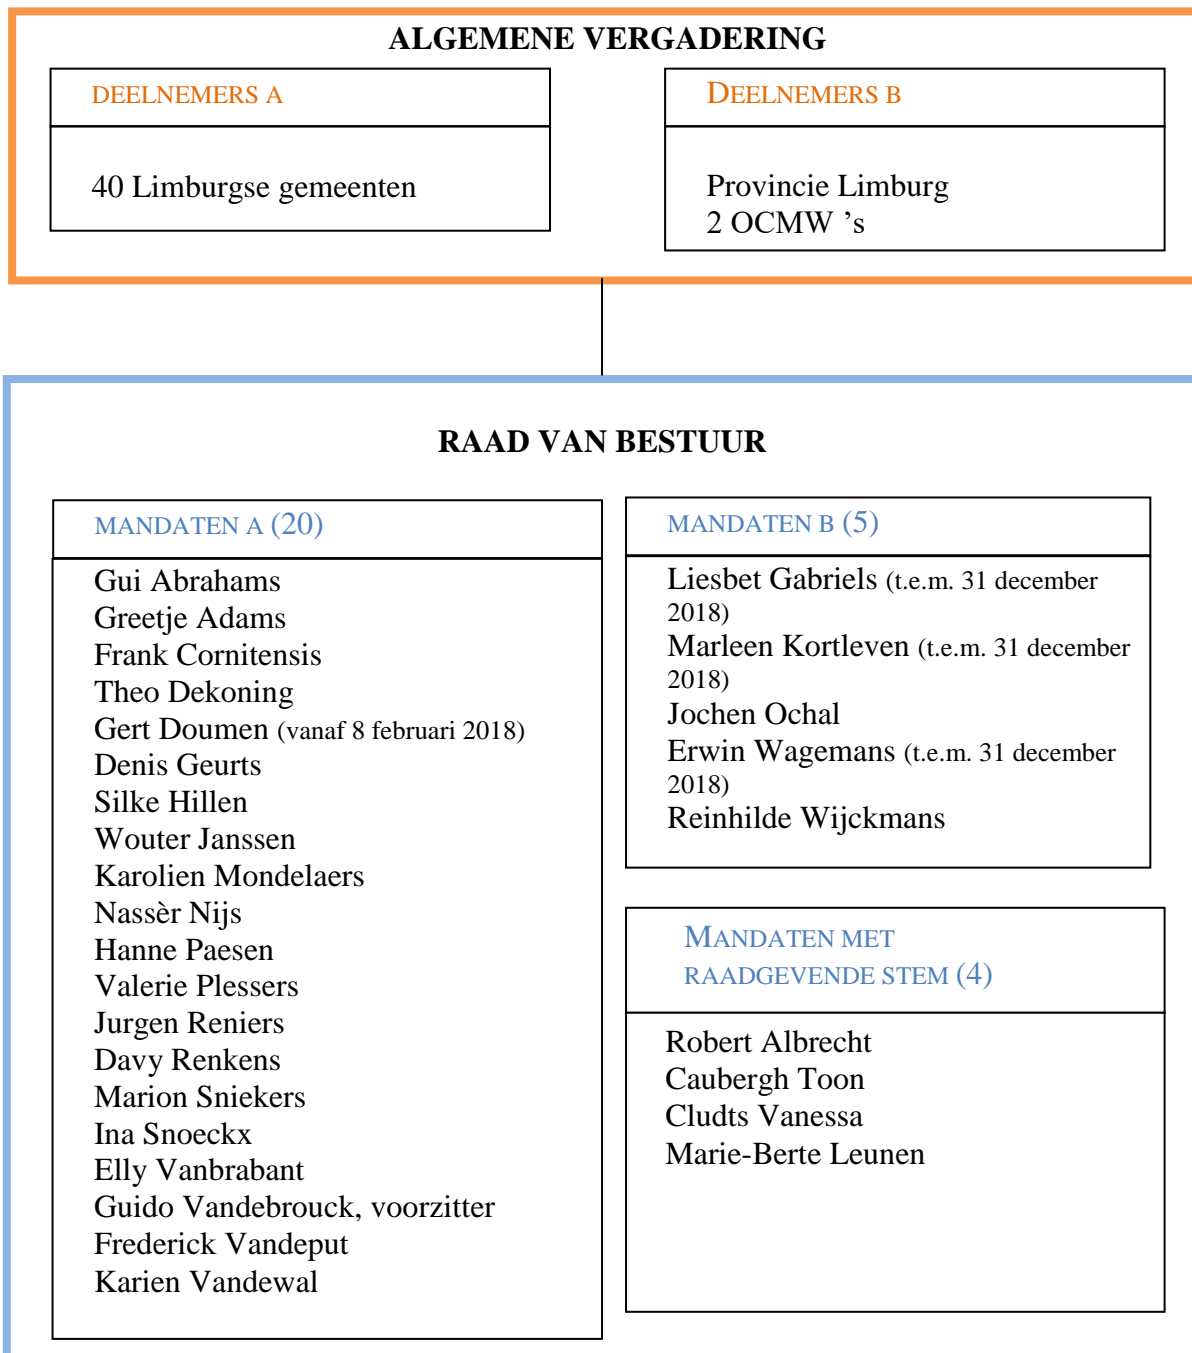 ALGEMENE VERGADERING
DEELNEMERS A
40 Limburgse gemeenten
DEELNEMERS B
Provincie Limburg
2 OCMW ’s
RAAD VAN BESTUUR
MANDATEN A (20)
Gui Abrahams
Greetje Adams
Frank Cornitensis
Theo Dekoning
Gert Doumen (vanaf 8 februari 2018)
Denis Geurts
Silke Hillen
Wouter Janssen
Karolien Mondelaers
Nassèr Nijs
Hanne Paesen
Valerie Plessers
Jurgen Reniers
Davy Renkens
Marion Sniekers
Ina Snoeckx
Elly Vanbrabant
Guido Vandebrouck, voorzitter
Frederick Vandeput
Karien Vandewal
MANDATEN B (5)
Liesbet Gabriels (t.e.m. 31 december
2018)
Marleen Kortleven (t.e.m. 31 december
2018)
Jochen Ochal
Erwin Wagemans (t.e.m. 31 december
2018)
Reinhilde Wijckmans
MANDATEN MET
RAADGEVENDE STEM (4)
Robert Albrecht
Caubergh Toon
Cludts Vanessa
Marie-Berte Leunen